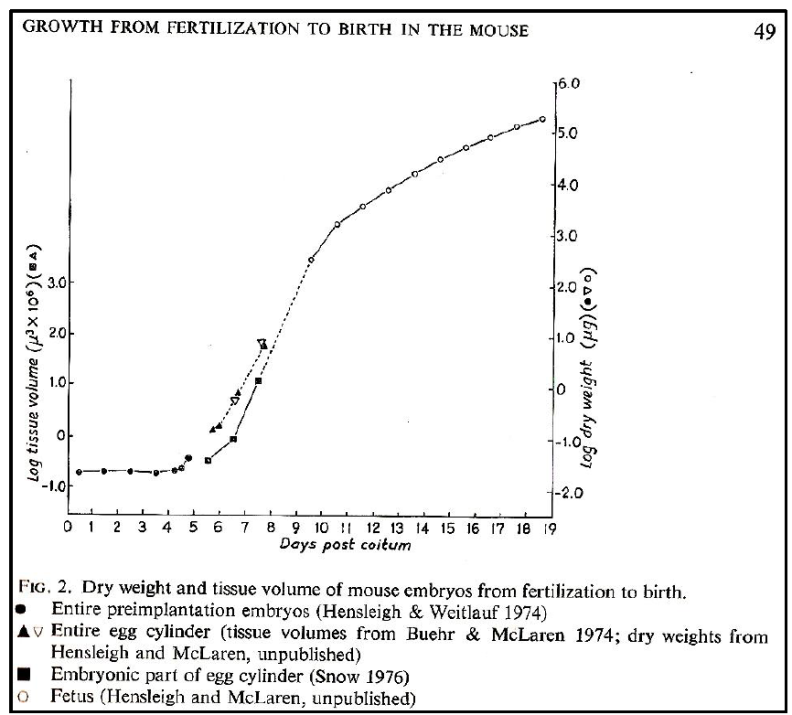 GROWTH FROM FERTILIZATION TO BIRTH IN THE MOUSE 49
6.0
5.0
4.0
3.0
2.0
1.0
0
-1.0
-2.0
Log dry weight (µg)(●▽○)
3.0
2.0
1.0
0
-1.0
Log tissue volume (µ³× 10⁶)(■▲)
0 1 2 3 4 5 6 7 8 9 10 11 12 13 14 15 16 17 18 19
Days post coitum
FIG. 2. Dry weight and tissue volume of mouse embryos from fertilization to birth.
● Entire preimplantation embryos (Hensleigh & Weitlauf 1974)
▲▽ Entire egg cylinder (tissue volumes from Buehr & McLaren 1974; dry weights from
Hensleigh and McLaren, unpublished)
■ Embryonic part of egg cylinder (Snow 1976)
○ Fetus (Hensleigh and McLaren, unpublished)